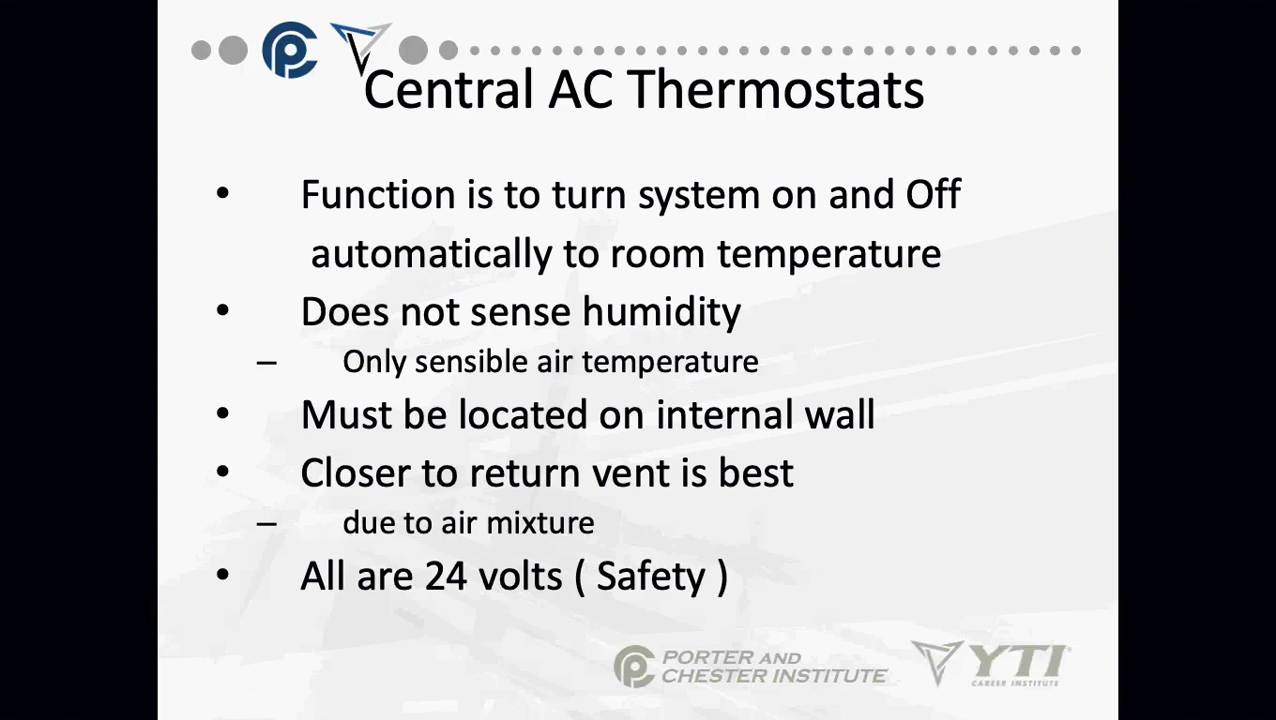 Central AC Thermostats
• Function is to turn system on and Off
automatically to room temperature
• Does not sense humidity
– Only sensible air temperature
• Must be located on internal wall
• Closer to return vent is best
– due to air mixture
• All are 24 volts ( Safety )
PORTER AND
CHESTER INSTITUTE
YTI
CAREER INSTITUTE